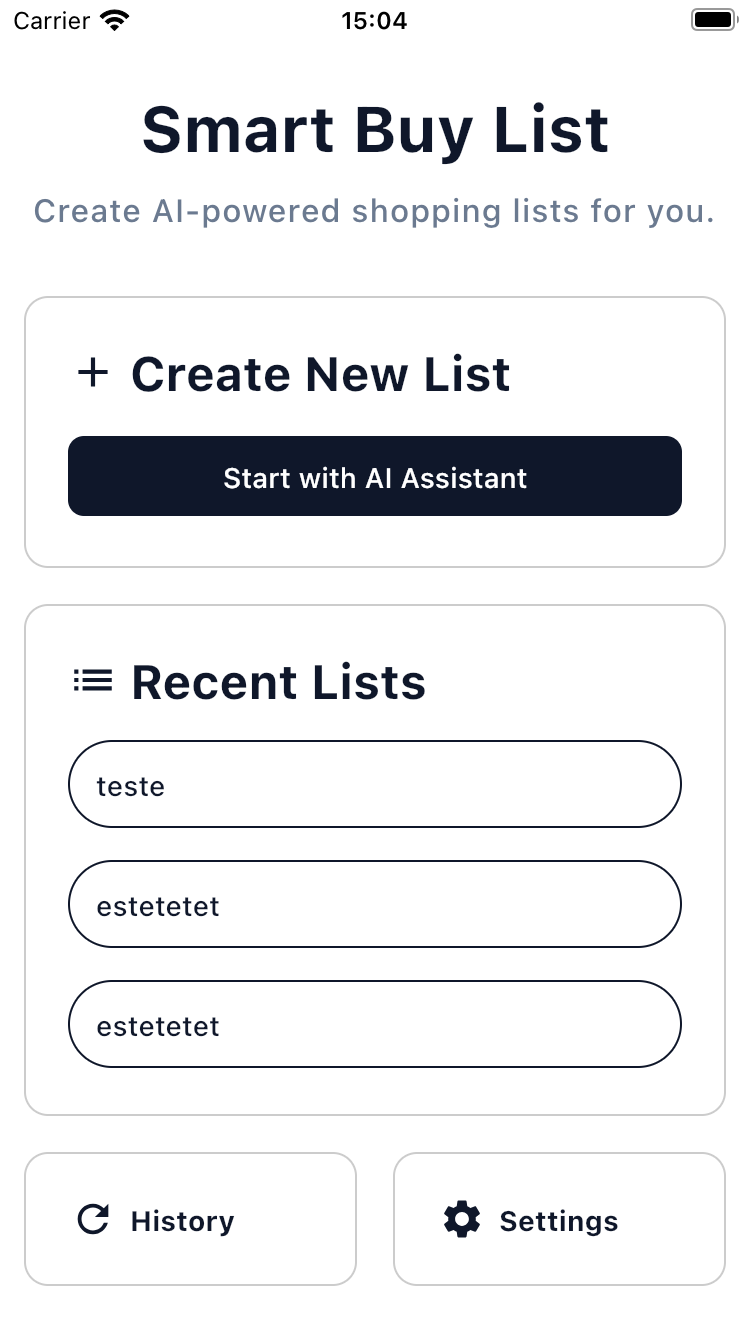 Carrier 15:04
Smart Buy List
Create AI-powered shopping lists for you.
Create New List
Start with AI Assistant
Recent Lists
teste
estetetet
estetetet
History Settings